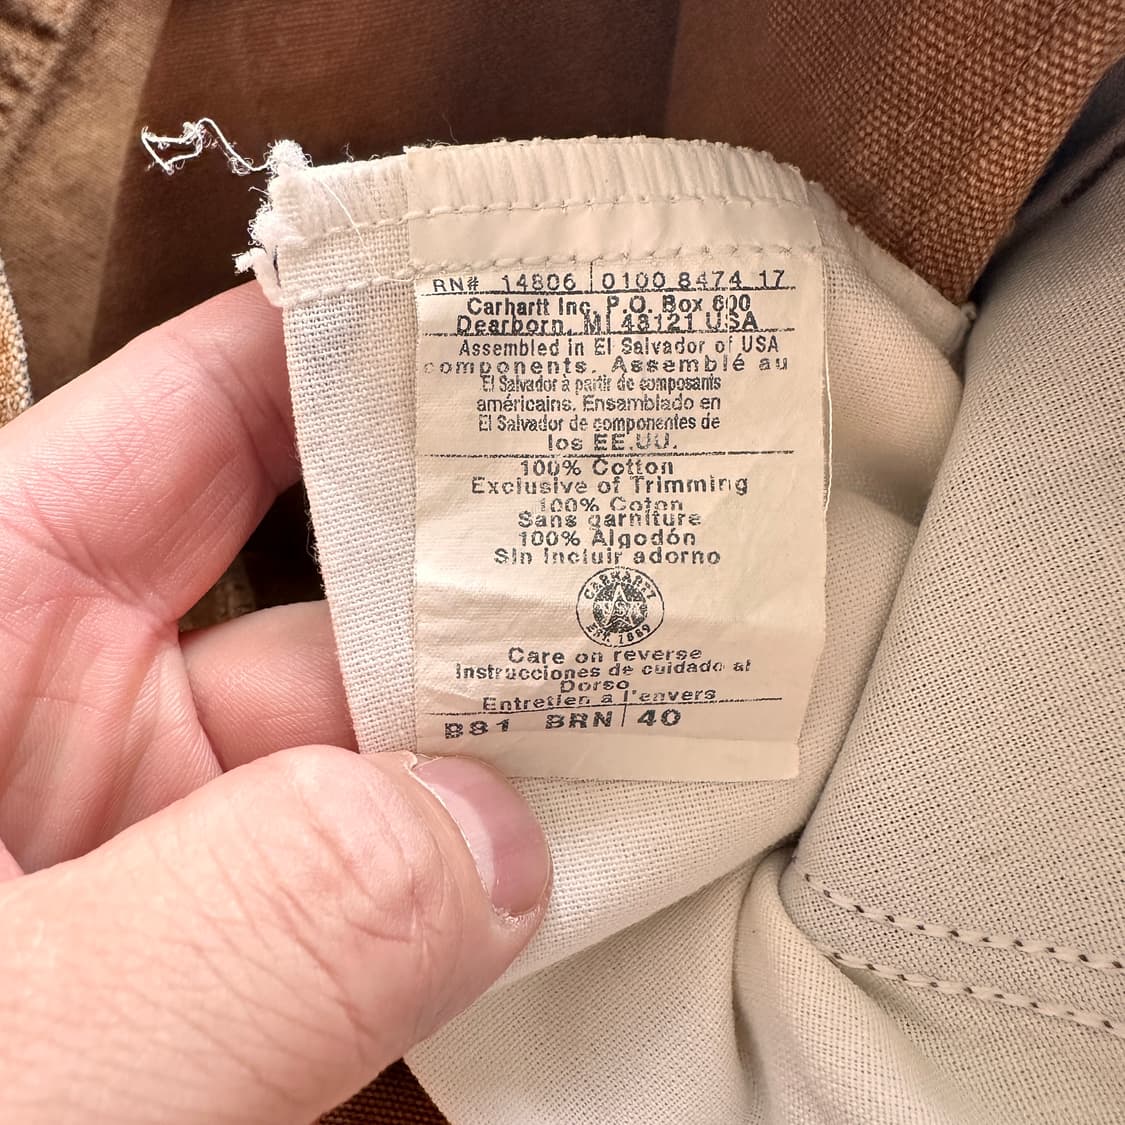 RN# 14806 | 0100 8474 17
Carhartt Inc. P.O. Box 600
Dearborn, MI 48121 USA
Assembled in El Salvador of USA
components. Assemblé au
El Salvador à partir de composants
américains. Ensamblado en
El Salvador de componentes de
los EE.UU.
100% Cotton
Exclusive of Trimming
100% Coton
Sans garniture
100% Algodón
Sin incluir adorno
CARHARTT
USA
EST. 1889
Care on reverse
Instrucciones de cuidado al
Dorso
Entretien a l'envers
B81 BRN | 40